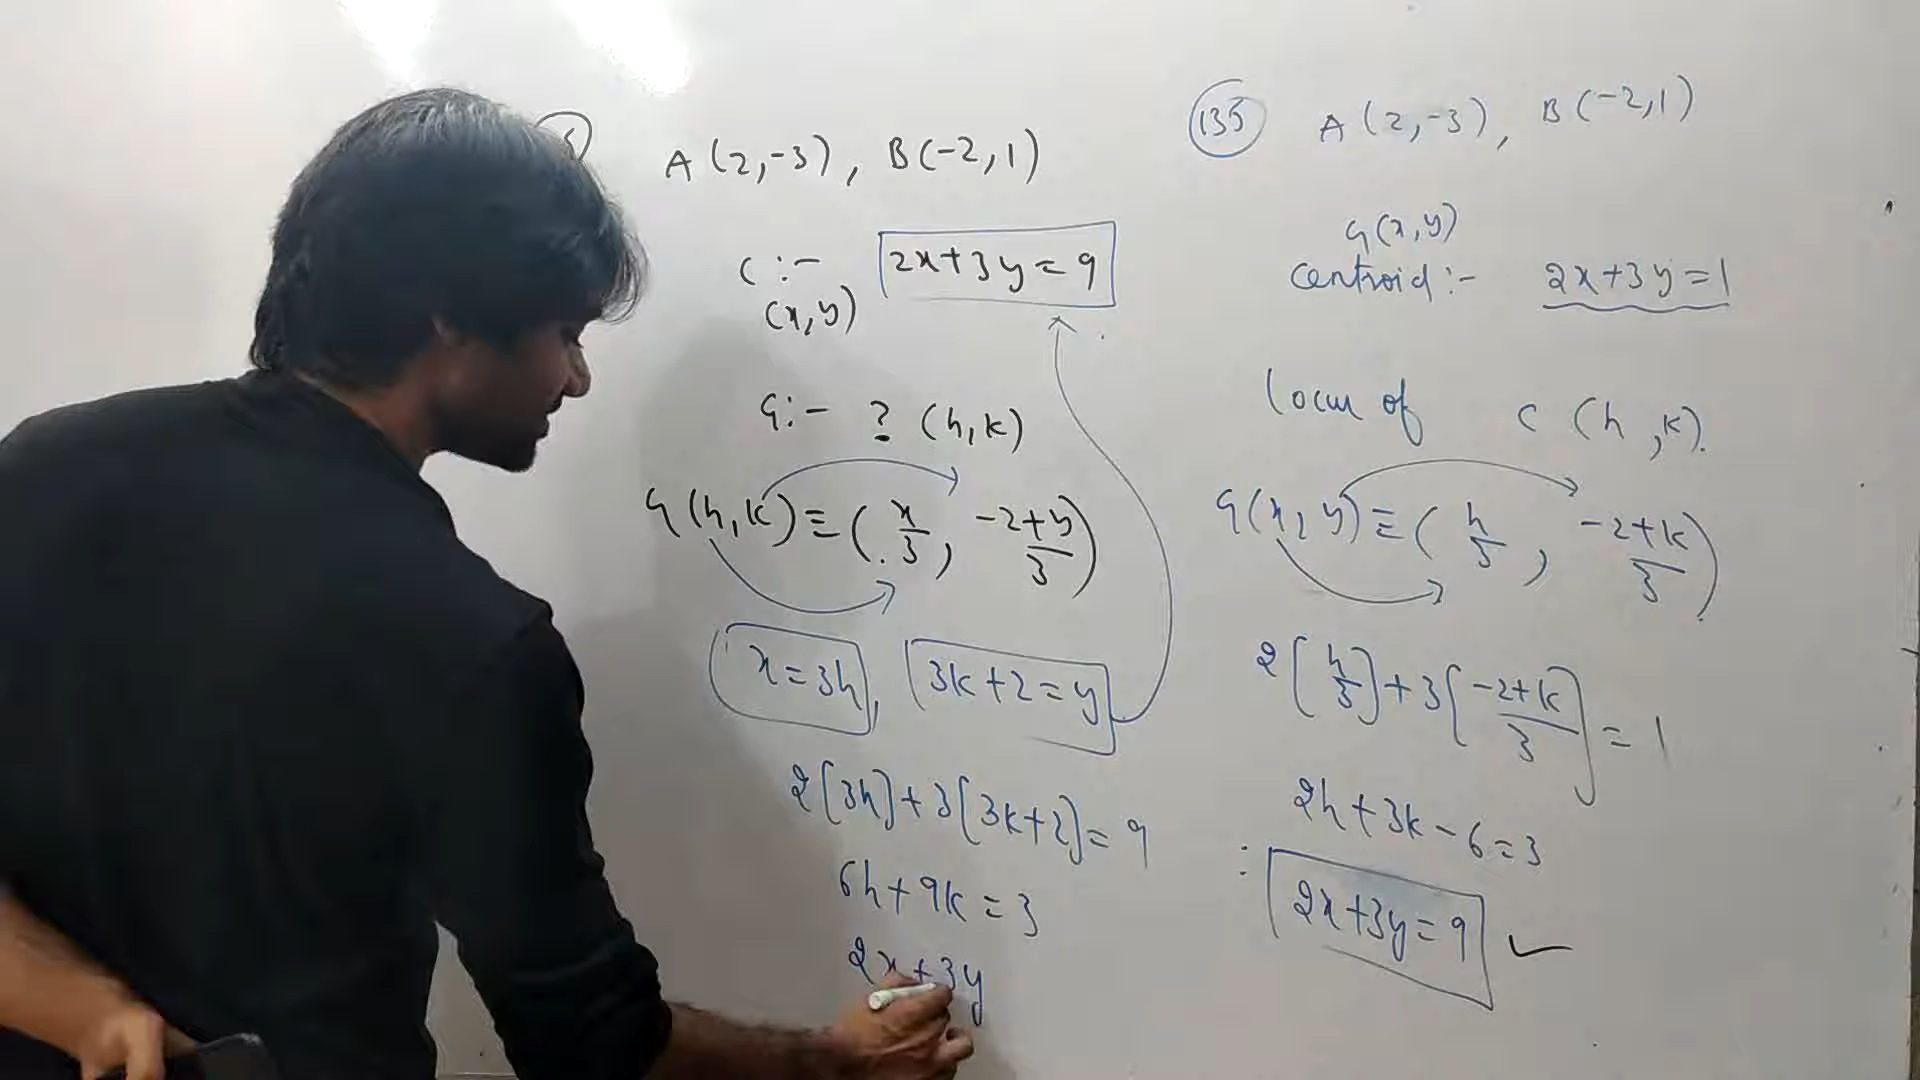 A (2,-3), B(-2,1)
C :- 2x+3y=9
(x,y)
G:- ? (h,k)
G(h,k)≡(x/3, -2+y/3)
x=3h, 3k+2=y
2[3h]+3[3k+2]=9
6h+9k=3
2x+3y
135 A(2,-3), B(-2,1)
G(x,y)
centroid:- 2x+3y=1
locus of C (h,k).
G(x,y)≡(h/3, -2+k/3)
2[h/3]+3[-2+k/3]=1
2h+3k-6=3
: 2x+3y=9 ✓